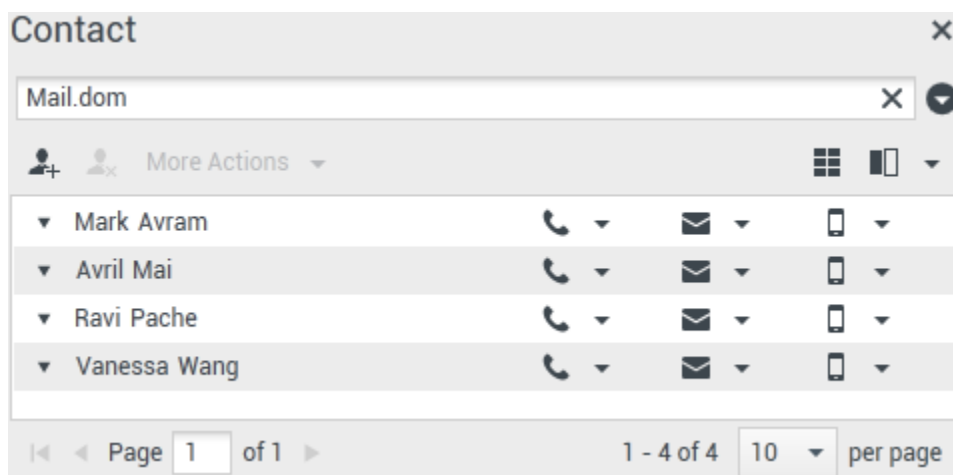 Contact
Mail.dom
More Actions
Mark Avram
Avril Mai
Ravi Pache
Vanessa Wang
Page 1 of 1 1 - 4 of 4 10 per page